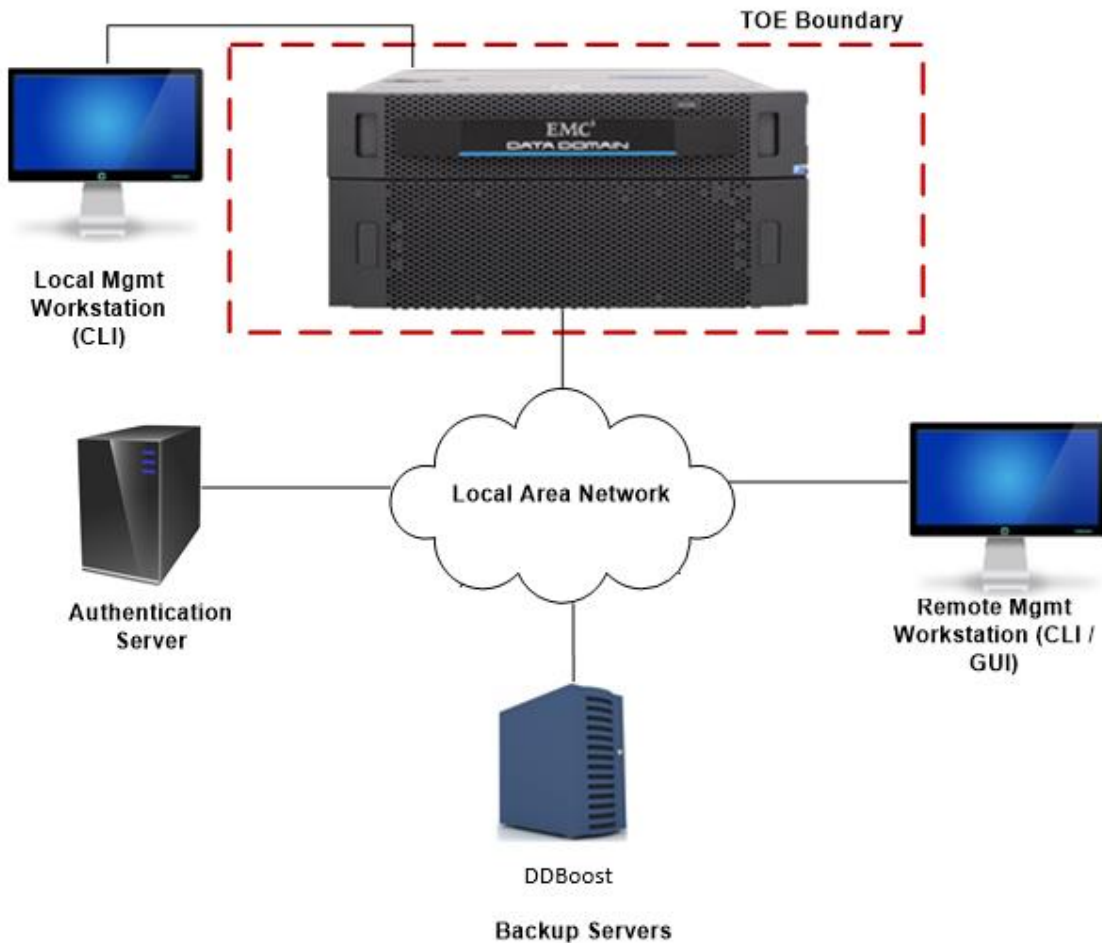 TOE Boundary
EMC²
DATA DOMAIN
Local Mgmt
Workstation
(CLI)
Local Area Network
Authentication
Server
Remote Mgmt
Workstation (CLI /
GUI)
DDBoost
Backup Servers